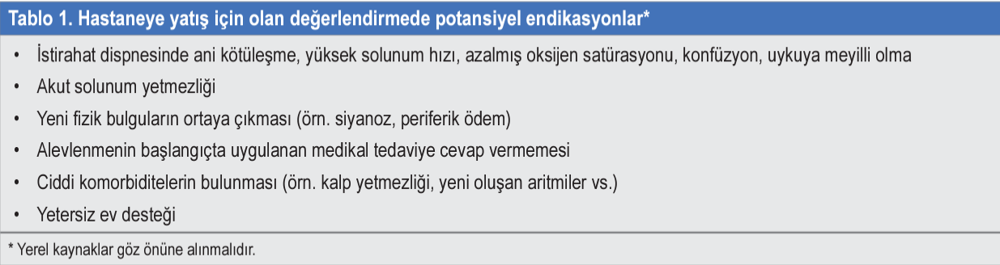 Tablo 1. Hastaneye yatış için olan değerlendirmede potansiyel endikasyonlar*
• İstirahat dispnesinde ani kötüleşme, yüksek solunum hızı, azalmış oksijen satürasyonu, konfüzyon, uykuya meyilli olma
• Akut solunum yetmezliği
• Yeni fizik bulguların ortaya çıkması (örn. siyanoz, periferik ödem)
• Alevlenmenin başlangıçta uygulanan medikal tedaviye cevap vermemesi
• Ciddi komorbiditelerin bulunması (örn. kalp yetmezliği, yeni oluşan aritmiler vs.)
• Yetersiz ev desteği
* Yerel kaynaklar göz önüne alınmalıdır.